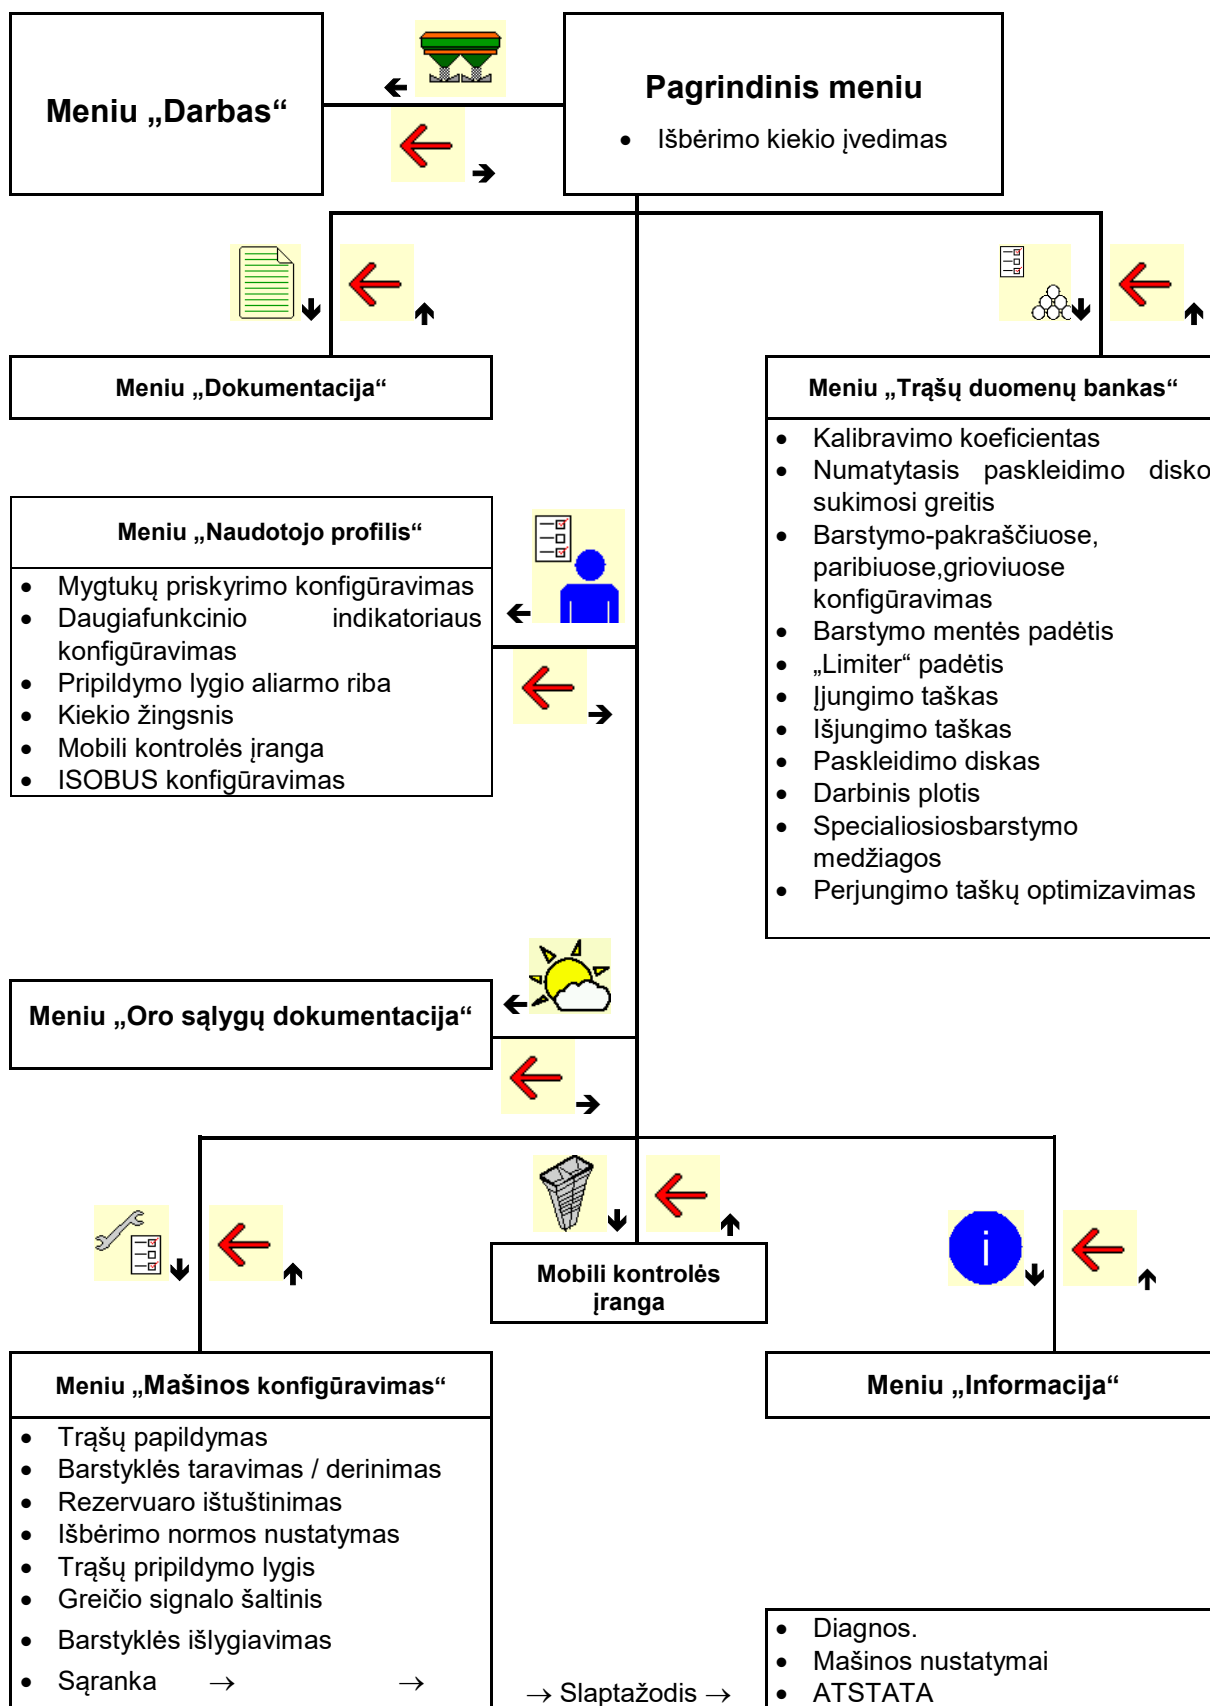 Meniu „Darbas“
Pagrindinis meniu
• Išbėrimo kiekio įvedimas
Meniu „Dokumentacija“
Meniu „Trąšų duomenų bankas“
• Kalibravimo koeficientas
• Numatytasis paskleidimo disko
sukimosi greitis
• Barstymo-pakraščiuose,
paribiuose,grioviuose
konfigūravimas
• Barstymo mentės padėtis
• „Limiter“ padėtis
• Įjungimo taškas
• Išjungimo taškas
• Paskleidimo diskas
• Darbinis plotis
• Specialiosiosbarstymo
medžiagos
• Perjungimo taškų optimizavimas
Meniu „Naudotojo profilis“
• Mygtukų priskyrimo konfigūravimas
• Daugiafunkcinio indikatoriaus
konfigūravimas
• Pripildymo lygio aliarmo riba
• Kiekio žingsnis
• Mobili kontrolės įranga
• ISOBUS konfigūravimas
Meniu „Oro sąlygų dokumentacija“
Mobili kontrolės
įranga
i
Meniu „Mašinos konfigūravimas“
• Trąšų papildymas
• Barstyklės taravimas / derinimas
• Rezervuaro ištuštinimas
• Išbėrimo normos nustatymas
• Trąšų pripildymo lygis
• Greičio signalo šaltinis
• Barstyklės išlygiavimas
• Sąranka → →
→ Slaptažodis →
Meniu „Informacija“
• Diagnos.
• Mašinos nustatymai
• ATSTATA